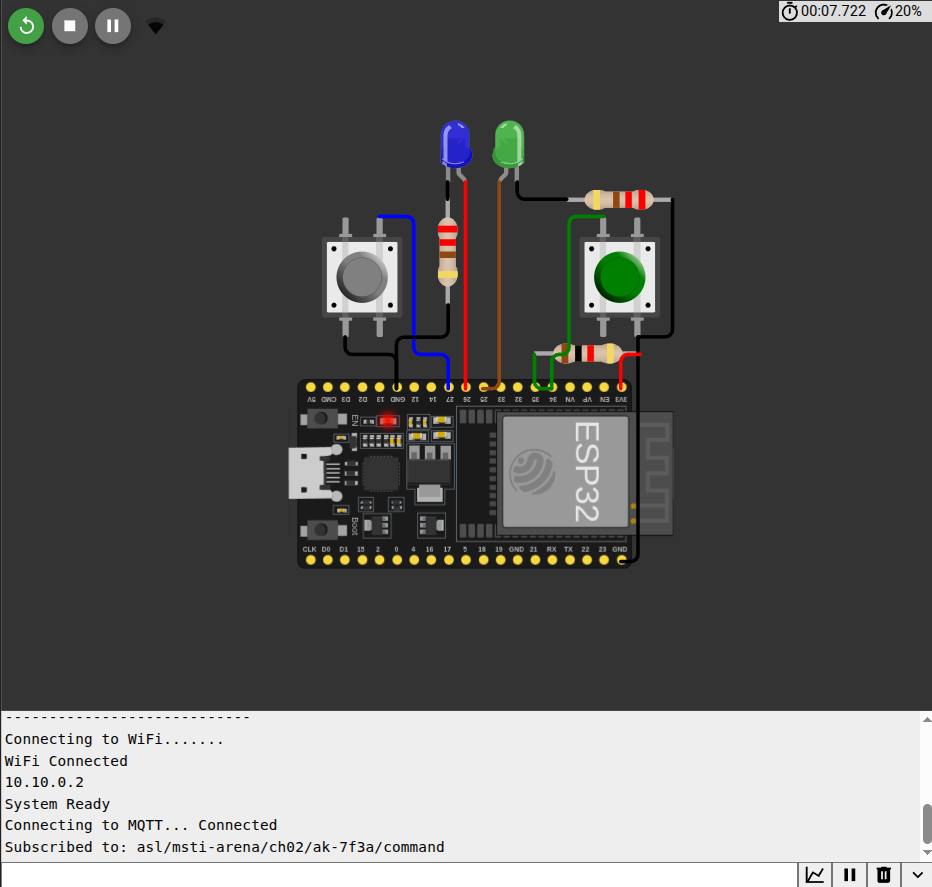 00:07.722 20%
5V CMD D3 D2 13 GND 12 14 27 26 25 33 32 35 34 VN VP EN 3V3
EN
ESP32
Boot
CLK D0 D1 15 2 0 4 16 17 5 18 19 GND 21 RX TX 22 23 GND
---------------------------
Connecting to WiFi.......
WiFi Connected
10.10.0.2
System Ready
Connecting to MQTT... Connected
Subscribed to: asl/msti-arena/ch02/ak-7f3a/command